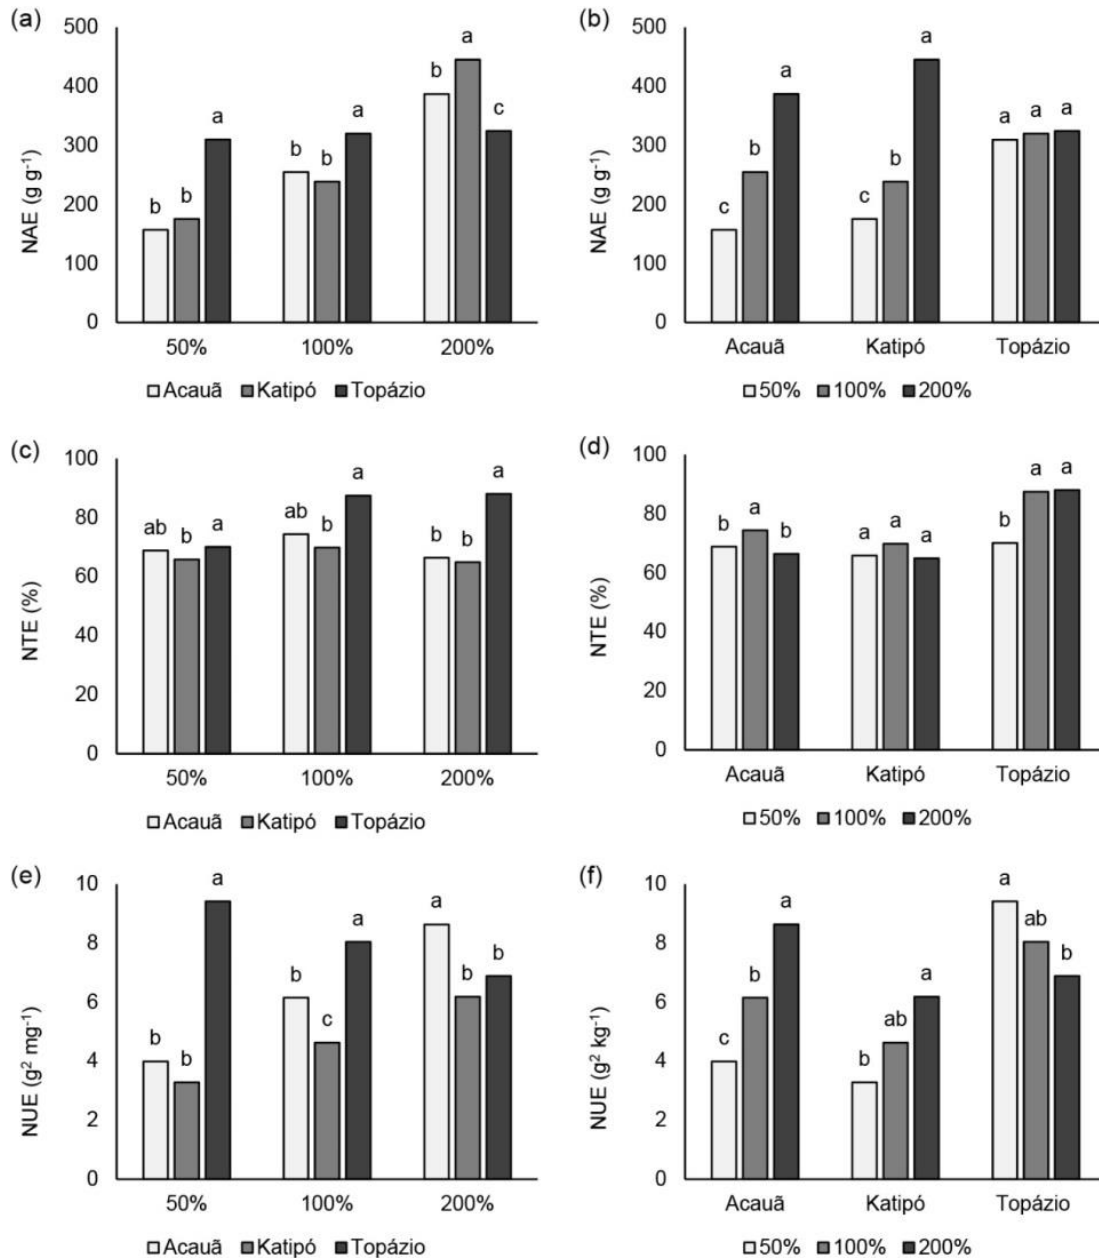 (a)
500
400
300
200
100
0
NAE (g g⁻¹)
b b a
b b a
b a c
50% 100% 200%
Acauã Katipó Topázio
(b)
500
400
300
200
100
0
NAE (g g⁻¹)
c b a
c b a
a a a
Acauã Katipó Topázio
50% 100% 200%
(c)
100
80
60
40
20
0
NTE (%)
ab b a
ab b a
b b a
50% 100% 200%
Acauã Katipó Topázio
(d)
100
80
60
40
20
0
NTE (%)
b a b
a a a
b a a
Acauã Katipó Topázio
50% 100% 200%
(e)
10
8
6
4
2
0
NUE (g² mg⁻¹)
b b a
b c a
a b b
50% 100% 200%
Acauã Katipó Topázio
(f)
10
8
6
4
2
0
NUE (g² kg⁻¹)
c b a
b ab a
a ab b
Acauã Katipó Topázio
50% 100% 200%